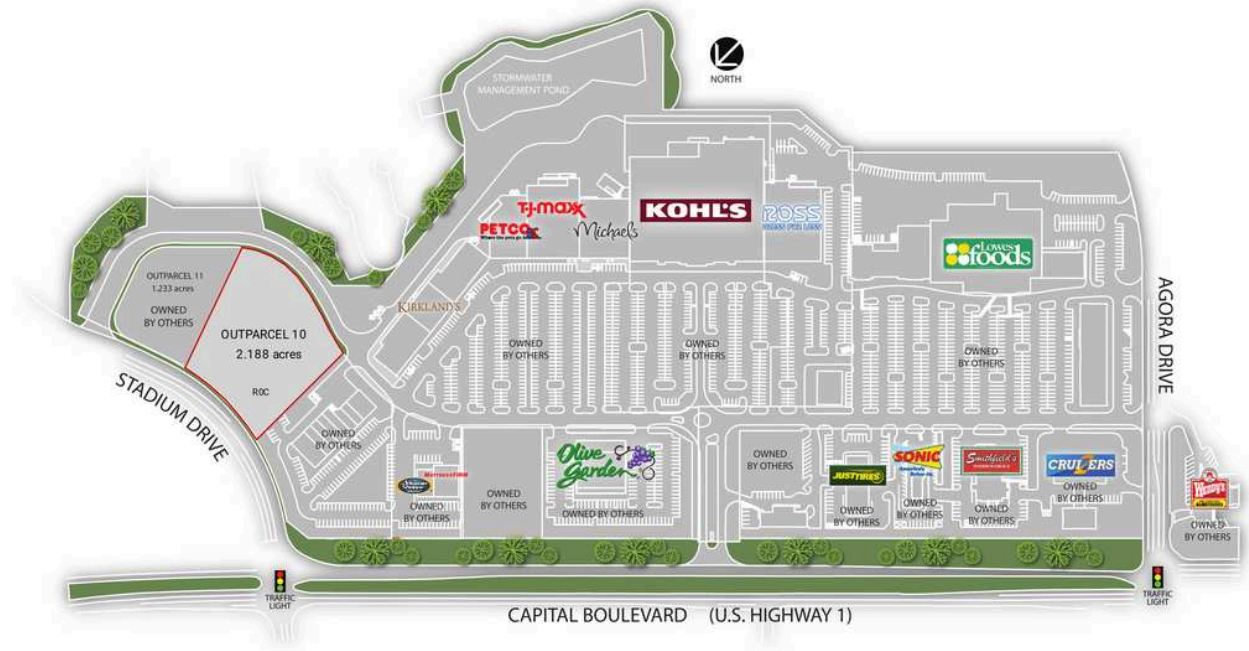 STORMWATER
MANAGEMENT POND
NORTH
T·J·maxx
PETCO
Michaels
KOHL'S
ROSS
DRESS FOR LESS
Lowes
foods
OUTPARCEL 11
1.233 acres
OWNED
BY OTHERS
OUTPARCEL 10
2.188 acres
ROC
KIRKLAND'S
OWNED
BY OTHERS
OWNED
BY OTHERS
OWNED
BY OTHERS
AGORA DRIVE
STADIUM DRIVE
OWNED
BY OTHERS
MATTRESS FIRM
OWNED
BY OTHERS
OWNED
BY OTHERS
Olive
Garden
OWNED BY OTHERS
OWNED
BY OTHERS
JUST TIRES
OWNED
BY OTHERS
SONIC
OWNED
BY OTHERS
Smithfield's
OWNED
BY OTHERS
CRUIZERS
OWNED
BY OTHERS
Wendy's
OWNED
BY OTHERS
TRAFFIC
LIGHT
TRAFFIC
LIGHT
CAPITAL BOULEVARD (U.S. HIGHWAY 1)